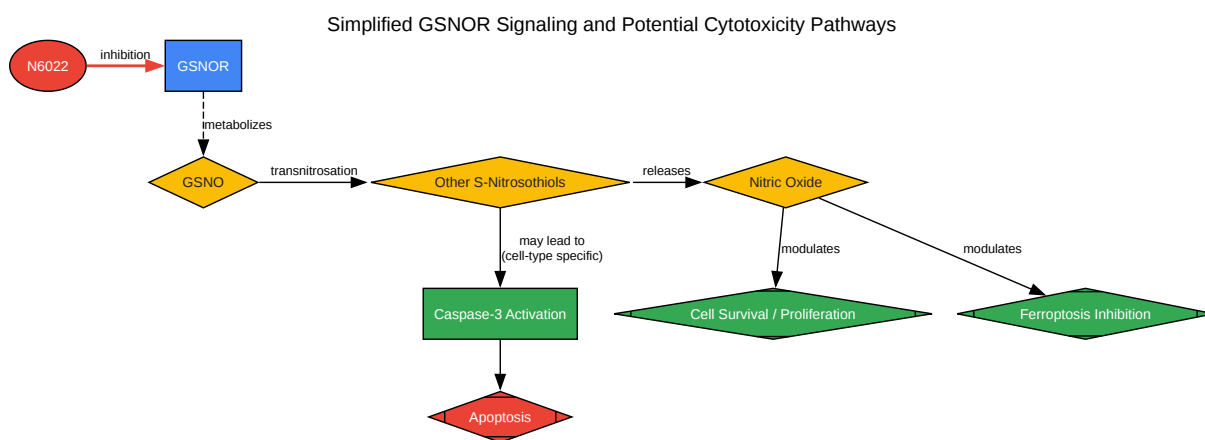 Simplified GSNOR Signaling and Potential Cytotoxicity Pathways
N6022
inhibition
GSNOR
metabolizes
GSNO
transnitrosation
Other S-Nitrosothiols
releases
Nitric Oxide
may lead to
(cell-type specific)
modulates
modulates
Caspase-3 Activation
Cell Survival / Proliferation
Ferroptosis Inhibition
Apoptosis